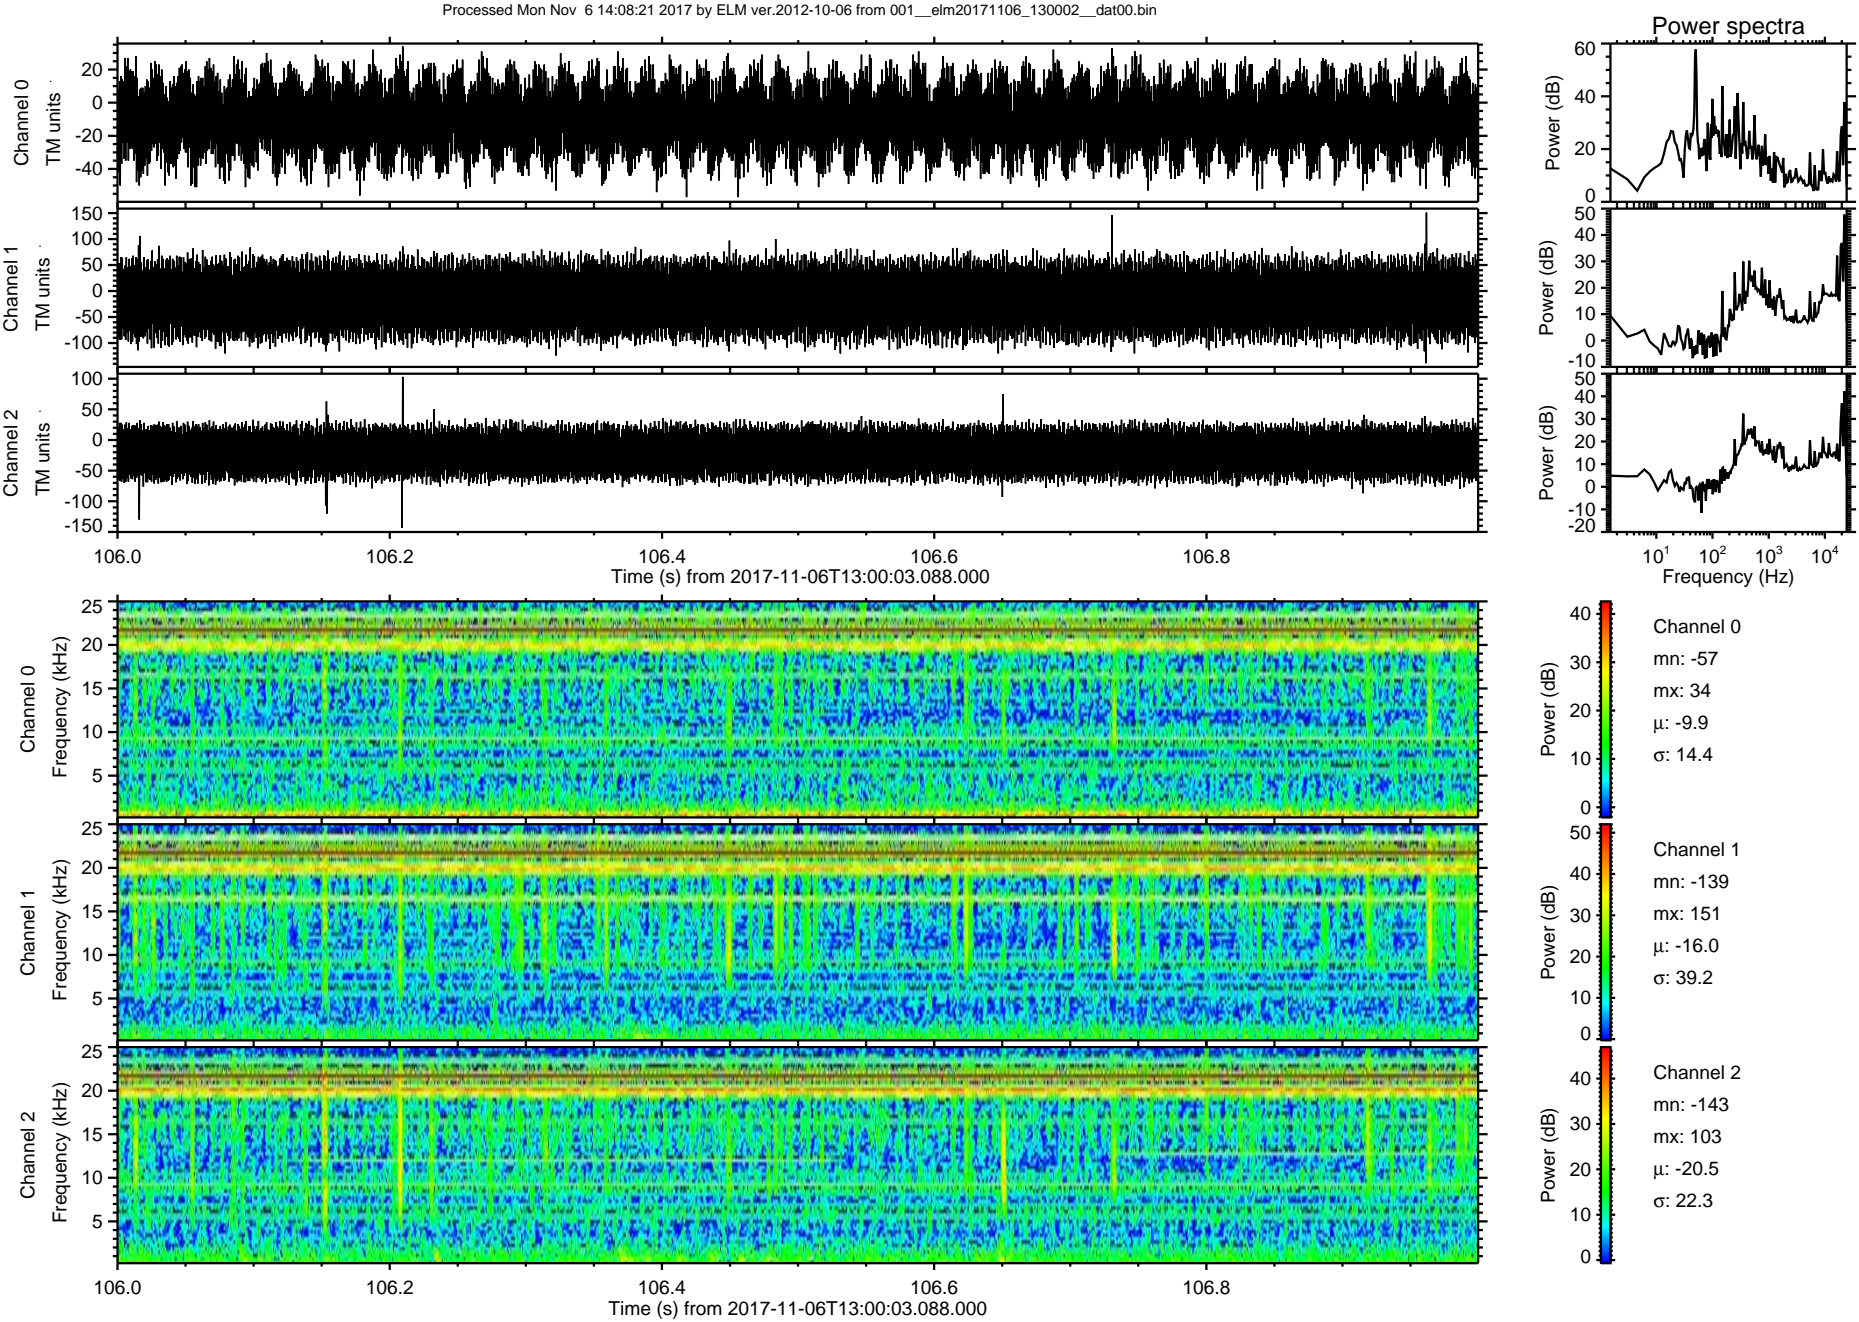 Processed Mon Nov  6 14:08:21 2017 by ELM ver.2012-10-06 from 001__elm20171106_130002__dat00.bin
Power spectra
Channel 0
TM units
20
0
-20
-40
Power (dB)
60
40
20
0
Channel 1
TM units
150
100
50
0
-50
-100
Power (dB)
50
40
30
20
10
0
-10
Channel 2
TM units
100
50
0
-50
-100
-150
Power (dB)
50
40
30
20
10
0
-10
-20
106.0 106.2 106.4 106.6 106.8
Time (s) from 2017-11-06T13:00:03.088.000
10^1 10^2 10^3 10^4
Frequency (Hz)
Channel 0
Frequency (kHz)
25
20
15
10
5
Power (dB)
40
30
20
10
0
Channel 0
mn: -57
mx: 34
μ: -9.9
σ: 14.4
Channel 1
Frequency (kHz)
25
20
15
10
5
Power (dB)
50
40
30
20
10
0
Channel 1
mn: -139
mx: 151
μ: -16.0
σ: 39.2
Channel 2
Frequency (kHz)
25
20
15
10
5
Power (dB)
40
30
20
10
0
Channel 2
mn: -143
mx: 103
μ: -20.5
σ: 22.3
106.0 106.2 106.4 106.6 106.8
Time (s) from 2017-11-06T13:00:03.088.000